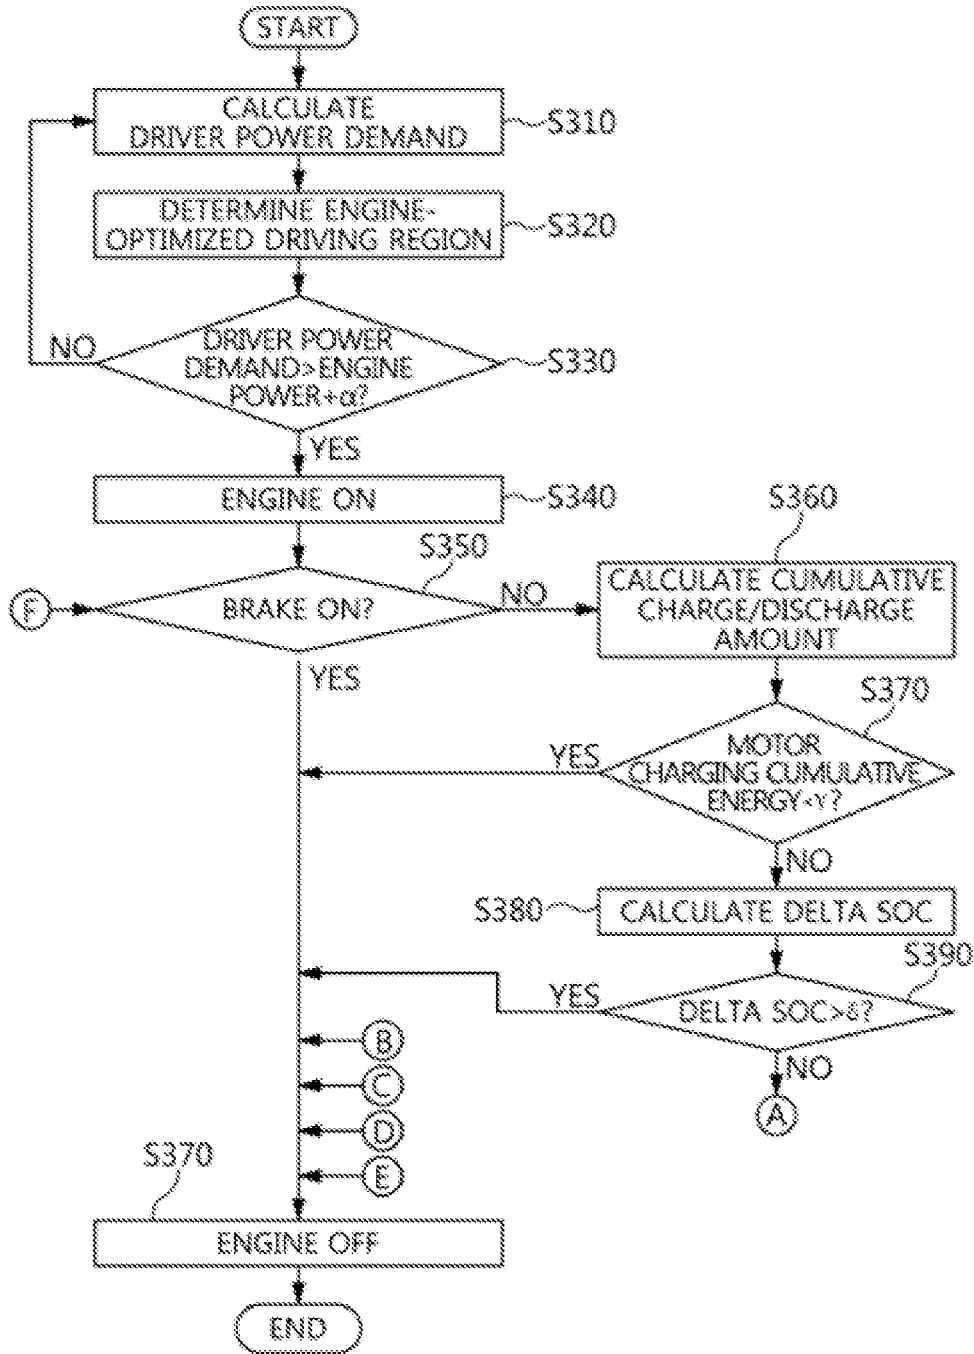 START
CALCULATE
DRIVER POWER DEMAND
S310
DETERMINE ENGINE-
OPTIMIZED DRIVING REGION
S320
DRIVER POWER
DEMAND>ENGINE
POWER+α?
S330
NO
YES
ENGINE ON
S340
S350
BRAKE ON?
F
NO
YES
S360
CALCULATE CUMULATIVE
CHARGE/DISCHARGE
AMOUNT
S370
MOTOR
CHARGING CUMULATIVE
ENERGY<γ?
YES
NO
S380
CALCULATE DELTA SOC
S390
DELTA SOC>δ?
YES
NO
A
B
C
D
E
S370
ENGINE OFF
END